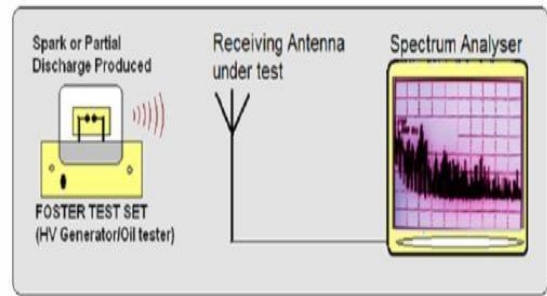 Spark or Partial
Discharge Produced
Receiving Antenna
under test
Spectrum Analyser
FOSTER TEST SET
(HV Generator/Oil tester)